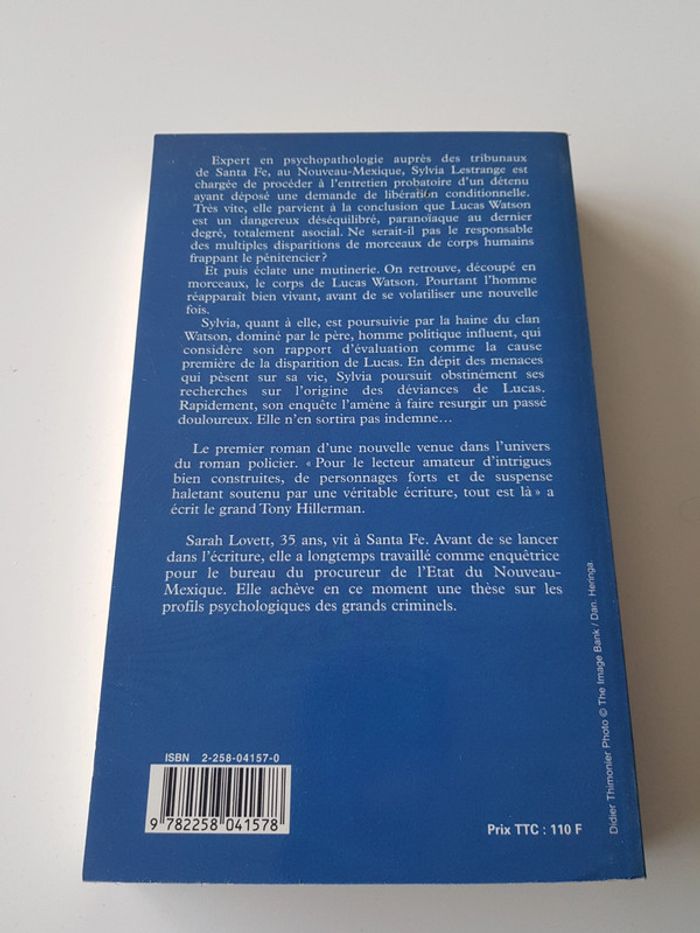 Expert en psychopathologie auprès des tribunaux
de Santa Fe, au Nouveau-Mexique, Sylvia Lestrange est
chargée de procéder à l'entretien probatoire d'un détenu
ayant déposé une demande de libération conditionnelle.
Très vite, elle parvient à la conclusion que Lucas Watson
est un dangereux déséquilibré, paranoïaque au dernier
degré, totalement asocial. Ne serait-il pas le responsable
des multiples disparitions de morceaux de corps humains
frappant le pénitencier ?
Et puis éclate une mutinerie. On retrouve, découpé en
morceaux, le corps de Lucas Watson. Pourtant l'homme
réapparaît bien vivant, avant de se volatiliser une nouvelle
fois.
Sylvia, quant à elle, est poursuivie par la haine du clan
Watson, dominé par le père, homme politique influent, qui
considère son rapport d'évaluation comme la cause
première de la disparition de Lucas. En dépit des menaces
qui pèsent sur sa vie, Sylvia poursuit obstinément ses
recherches sur l'origine des déviances de Lucas.
Rapidement, son enquête l'amène à faire resurgir un passé
douloureux. Elle n'en sortira pas indemne...
Le premier roman d'une nouvelle venue dans l'univers
du roman policier. « Pour le lecteur amateur d'intrigues
bien construites, de personnages forts et de suspense
haletant soutenu par une véritable écriture, tout est là » a
écrit le grand Tony Hillerman.
Sarah Lovett, 35 ans, vit à Santa Fe. Avant de se lancer
dans l'écriture, elle a longtemps travaillé comme enquêtrice
pour le bureau du procureur de l'Etat du Nouveau-
Mexique. Elle achève en ce moment une thèse sur les
profils psychologiques des grands criminels.
ISBN 2-258-04157-0
9 782258 041578
Prix TTC : 110 F
Didier Thimonier Photo © The Image Bank / Dan. Heringa.